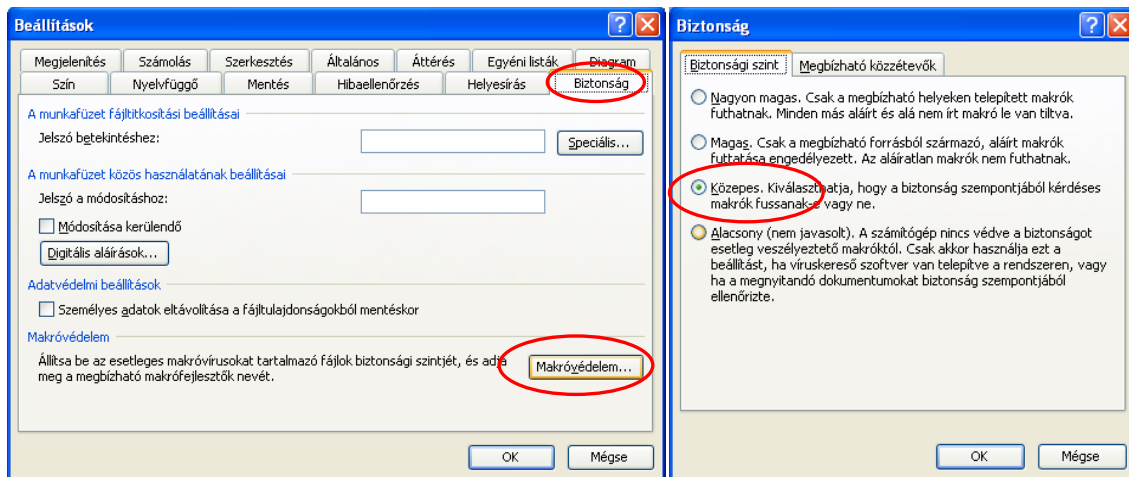 Beállítások
Megjelenítés Számolás Szerkesztés Általános Áttérés Egyéni listák Diagram
Szín Nyelvfüggő Mentés Hibaellenőrzés Helyesírás Biztonság
A munkafüzet fájltitkosítási beállításai
Jelszó betekintéshez:
Speciális...
A munkafüzet közös használatának beállításai
Jelszó a módosításhoz:
Módosítása kerülendő
Digitális aláírások...
Adatvédelmi beállítások
Személyes adatok eltávolítása a fájltulajdonságokból mentéskor
Makróvédelem
Állítsa be az esetleges makróvírusokat tartalmazó fájlok biztonsági szintjét, és adja
meg a megbízható makrófejlesztők nevét.
Makróvédelem...
OK Mégse
Biztonság
Biztonsági szint Megbízható közzétevők
Nagyon magas. Csak a megbízható helyeken telepített makrók
futhatnak. Minden más aláírt és alá nem írt makró le van tiltva.
Magas. Csak a megbízható forrásból származó, aláírt makrók
futtatása engedélyezett. Az aláíratlan makrók nem futhatnak.
Közepes. Kiválaszthatja, hogy a biztonság szempontjából kérdéses
makrók fussanak-e vagy ne.
Alacsony (nem javasolt). A számítógép nincs védve a biztonságot
esetleg veszélyeztető makróktól. Csak akkor használja ezt a
beállítást, ha víruskereső szoftver van telepítve a rendszeren, vagy
ha a megnyitandó dokumentumokat biztonság szempontjából
ellenőrizte.
OK Mégse